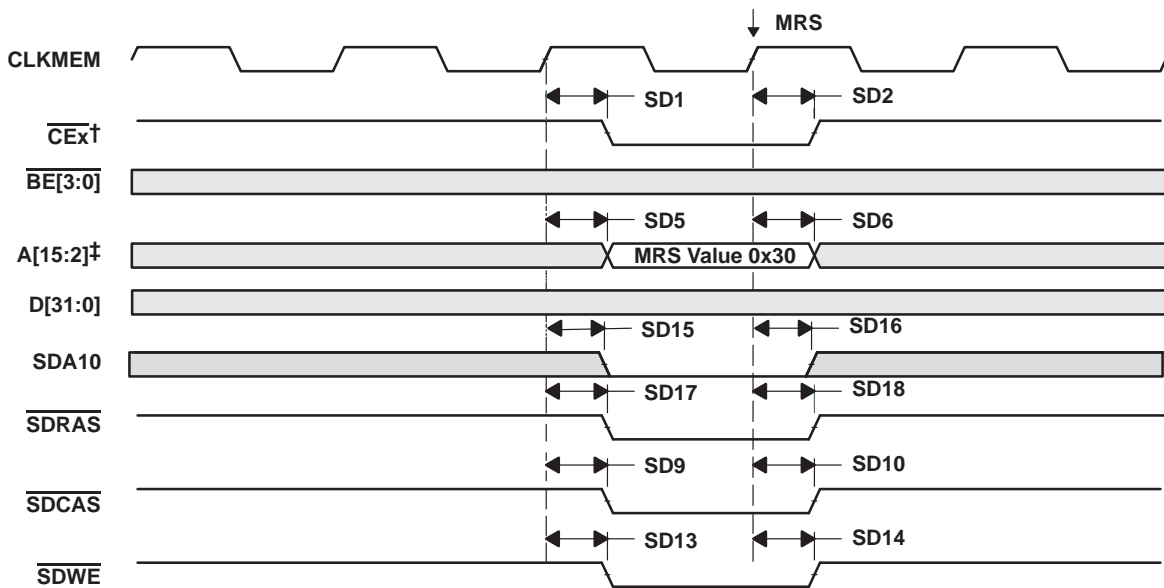 MRS
CLKMEM
SD1 SD2
CEx†
BE[3:0]
SD5 SD6
A[15:2]‡ MRS Value 0x30
D[31:0]
SD15 SD16
SDA10
SD17 SD18
SDRAS
SD9 SD10
SDCAS
SD13 SD14
SDWE